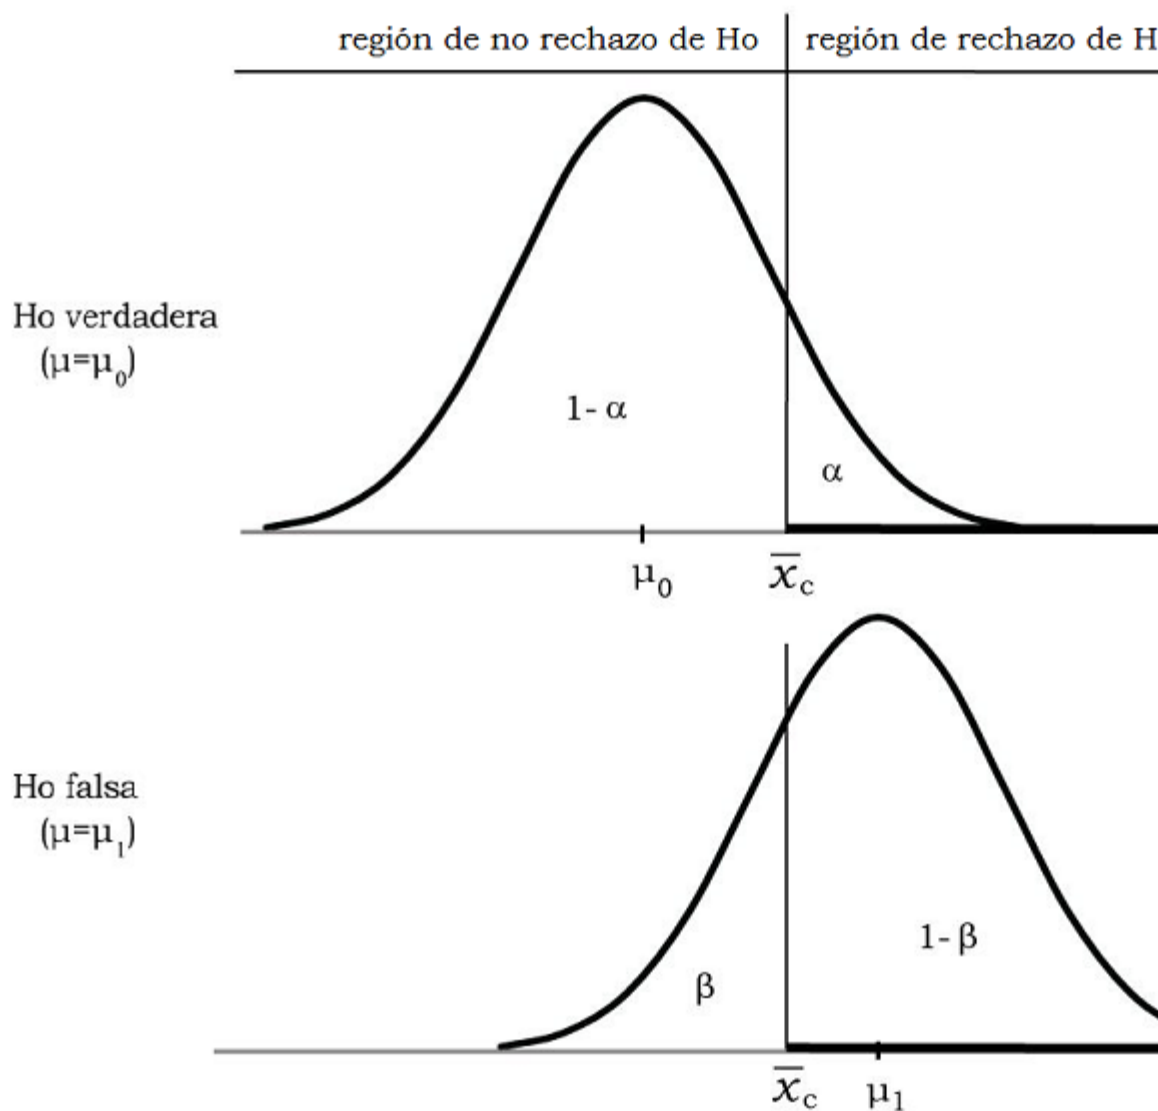 región de no rechazo de Ho
región de rechazo de H
Ho verdadera
(μ=μ₀)
1- α
α
μ₀
x̅c
Ho falsa
(μ=μ₁)
1- β
β
x̅c
μ₁